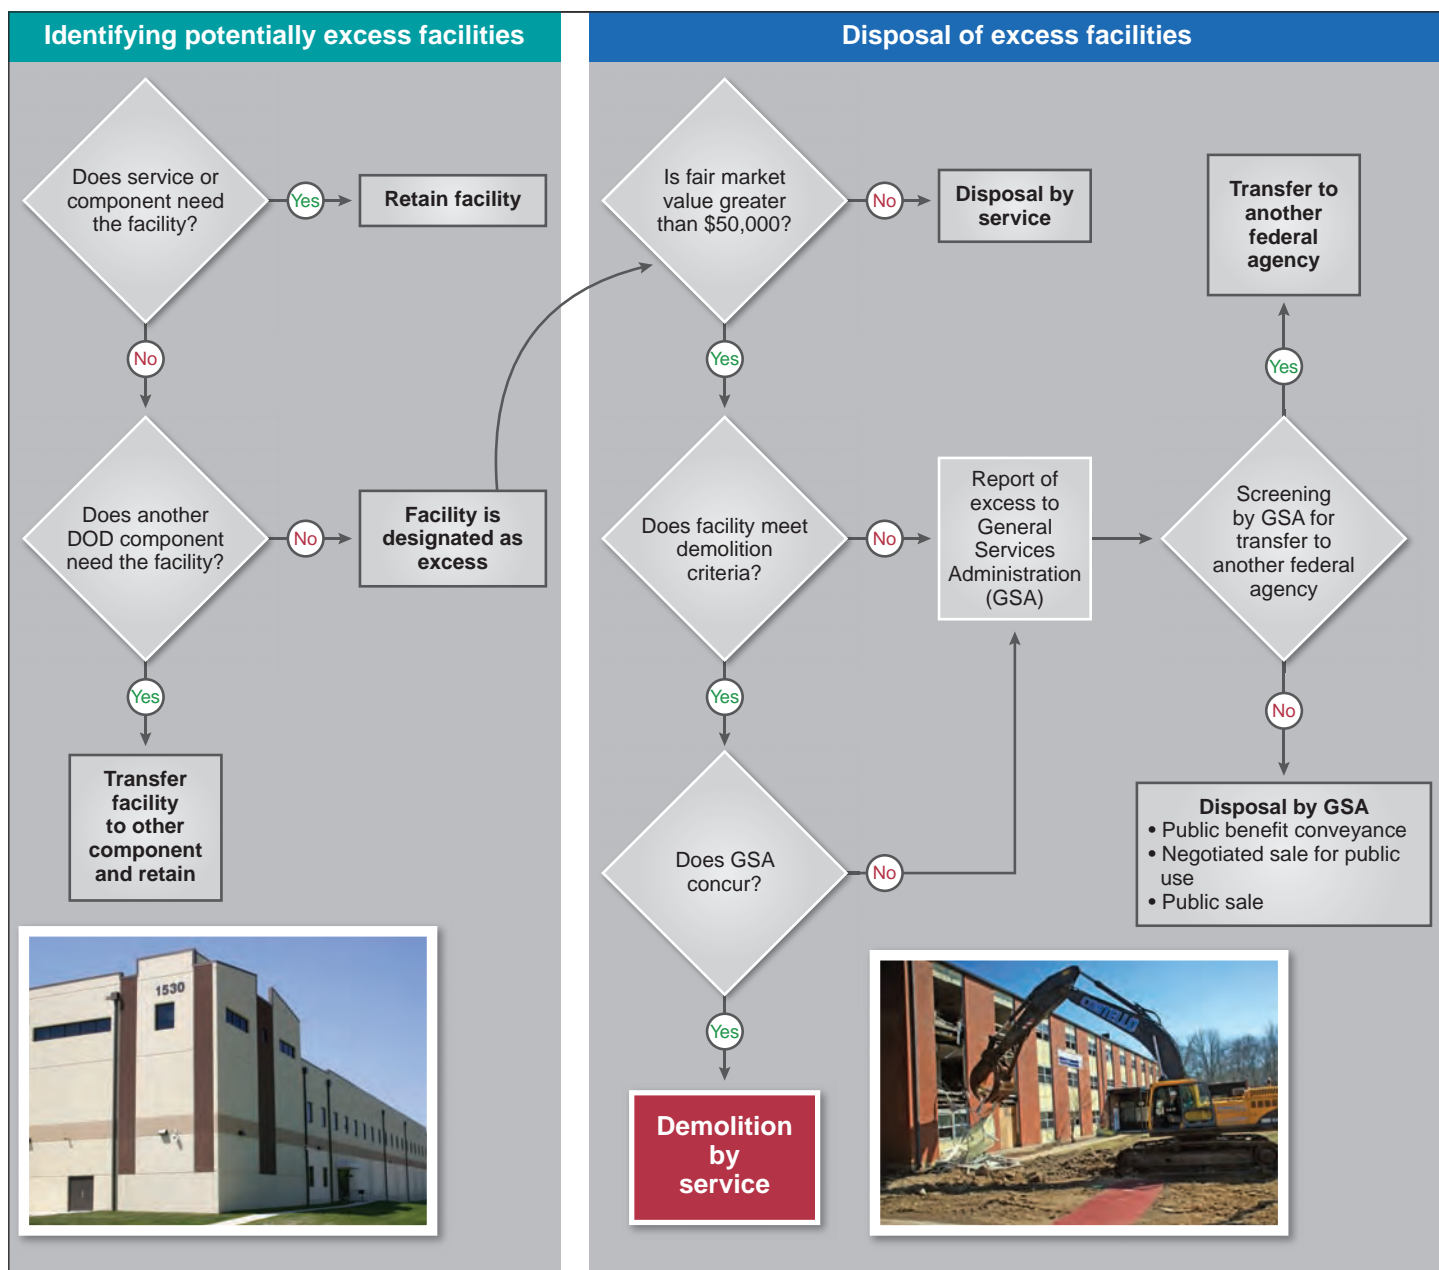 Identifying potentially excess facilities
Does service or
component need
the facility?
Yes
Retain facility
No
Does another
DOD component
need the facility?
No
Facility is
designated as
excess
Yes
Transfer
facility
to other
component
and retain
1530
Disposal of excess facilities
Is fair market
value greater
than $50,000?
No
Disposal by
service
Yes
Does facility meet
demolition
criteria?
No
Report of
excess to
General
Services
Administration
(GSA)
Yes
Does GSA
concur?
No
Yes
Demolition
by
service
Screening
by GSA for
transfer to
another federal
agency
Yes
Transfer to
another
federal
agency
No
Disposal by GSA
• Public benefit conveyance
• Negotiated sale for public
use
• Public sale